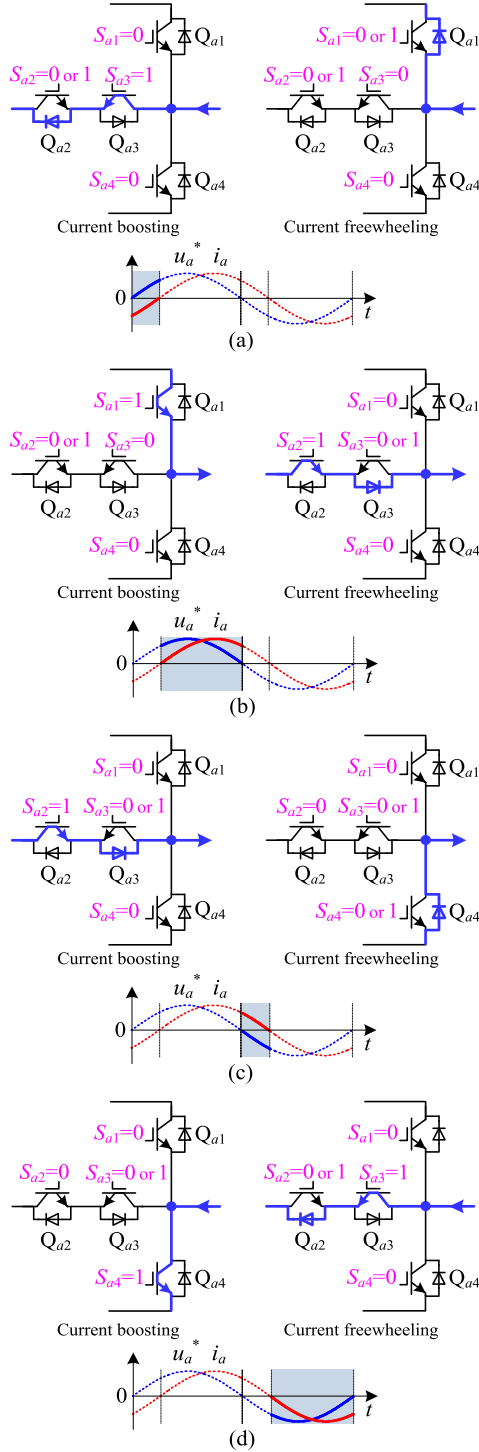 Sa1=0 Qa1 Sa1=0 or 1 Qa1
Sa2=0 or 1 Sa3=1 Sa2=0 or 1 Sa3=0
Qa2 Qa3 Qa2 Qa3
Sa4=0 Qa4 Sa4=0 Qa4
Current boosting Current freewheeling
ua* ia
0 t
(a)
Sa1=1 Qa1 Sa1=0 Qa1
Sa2=0 or 1 Sa3=0 Sa2=1 Sa3=0 or 1
Qa2 Qa3 Qa2 Qa3
Sa4=0 Qa4 Sa4=0 Qa4
Current boosting Current freewheeling
ua* ia
0 t
(b)
Sa1=0 Qa1 Sa1=0 Qa1
Sa2=1 Sa3=0 or 1 Sa2=0 Sa3=0 or 1
Qa2 Qa3 Qa2 Qa3
Sa4=0 Qa4 Sa4=0 or 1 Qa4
Current boosting Current freewheeling
ua* ia
0 t
(c)
Sa1=0 Qa1 Sa1=0 Qa1
Sa2=0 Sa3=0 or 1 Sa2=0 or 1 Sa3=1
Qa2 Qa3 Qa2 Qa3
Sa4=1 Qa4 Sa4=0 Qa4
Current boosting Current freewheeling
ua* ia
0 t
(d)